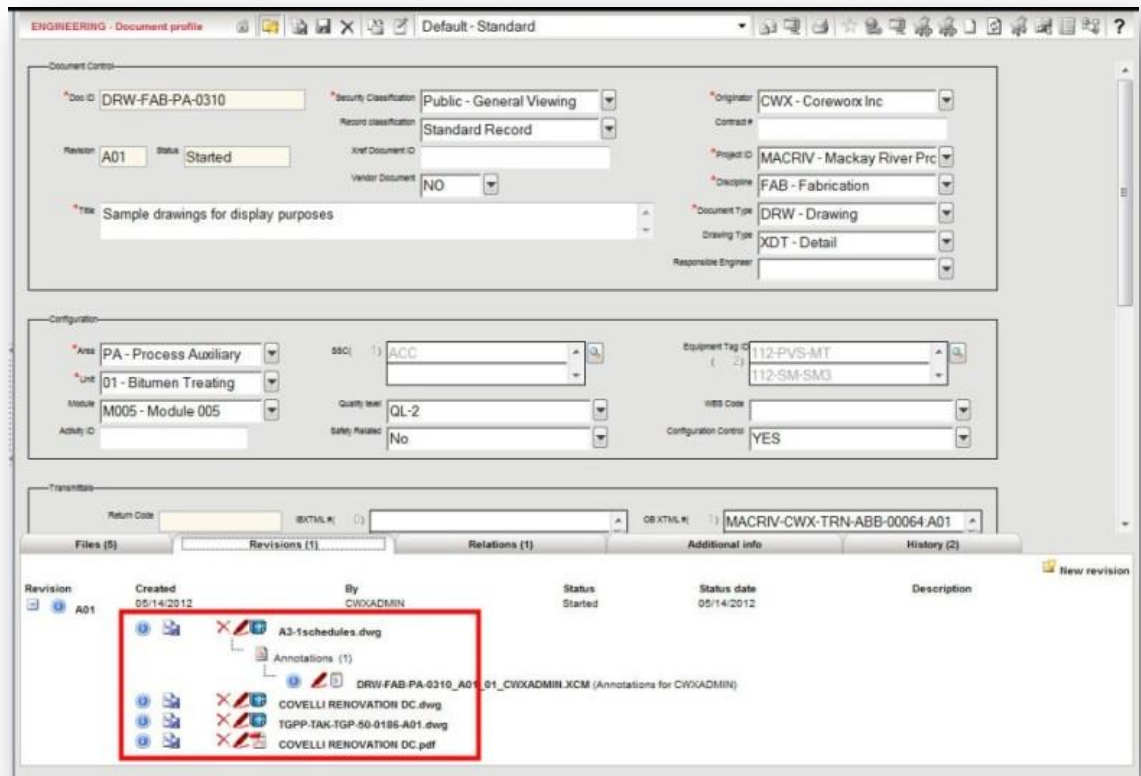 ENGINEERING - Document profile
Default - Standard
?
Document Control
*Doc ID DRW-FAB-PA-0310
*Security Classification Public - General Viewing
*Originator CWX - Coreworx Inc
Record classification Standard Record
Contract #
Revision A01 Status Started
Xref Document ID
*Project ID MACRIV - Mackay River Prc
Vendor Document NO
*Discipline FAB - Fabrication
*Title Sample drawings for display purposes
*Document Type DRW - Drawing
Drawing Type XDT - Detail
Responsible Engineer
Configuration
*Area PA - Process Auxiliary
SSC( 1) ACC
Equipment Tag ID ( 2) 112-PVS-MT
112-SM-SM3
*Unit 01 - Bitumen Treating
Module M005 - Module 005
Quality level QL-2
WBS Code
Activity ID
Safety Related No
Configuration Control YES
Transmittals
Return Code
IBXTML #( 0)
OB XTML #( 1) MACRIV-CWX-TRN-ABB-00064:A01
Files (5) Revisions (1) Relations (1) Additional info History (2)
New revision
Revision Created By Status Status date Description
A01 05/14/2012 CWXADMIN Started 05/14/2012
A3-1schedules.dwg
Annotations (1)
DRW-FAB-PA-0310_A01_01_CWXADMIN.XCM (Annotations for CWXADMIN)
COVELLI RENOVATION DC.dwg
TGPP-TAK-TGP-50-0186-A01.dwg
COVELLI RENOVATION DC.pdf